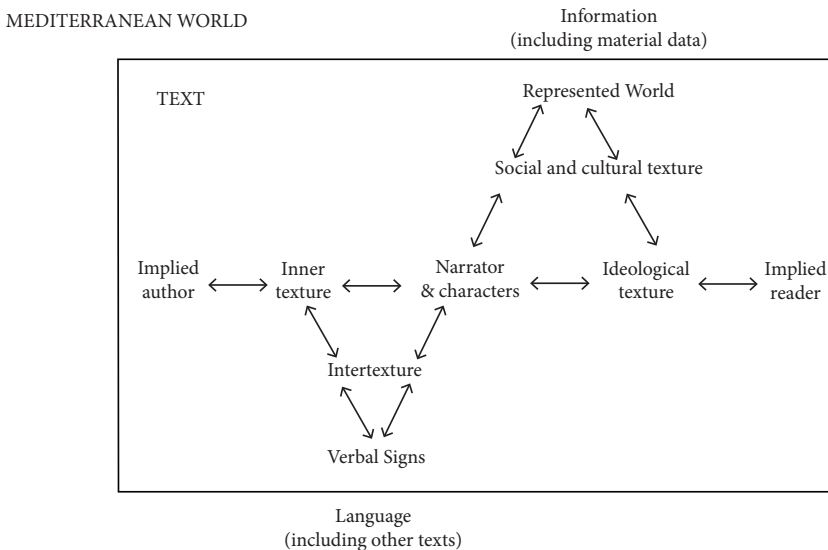 MEDITERRANEAN WORLD
Information
(including material data)
TEXT
Represented World
Social and cultural texture
Implied
author
Inner
texture
Narrator
& characters
Ideological
texture
Implied
reader
Intertexture
Verbal Signs
Language
(including other texts)